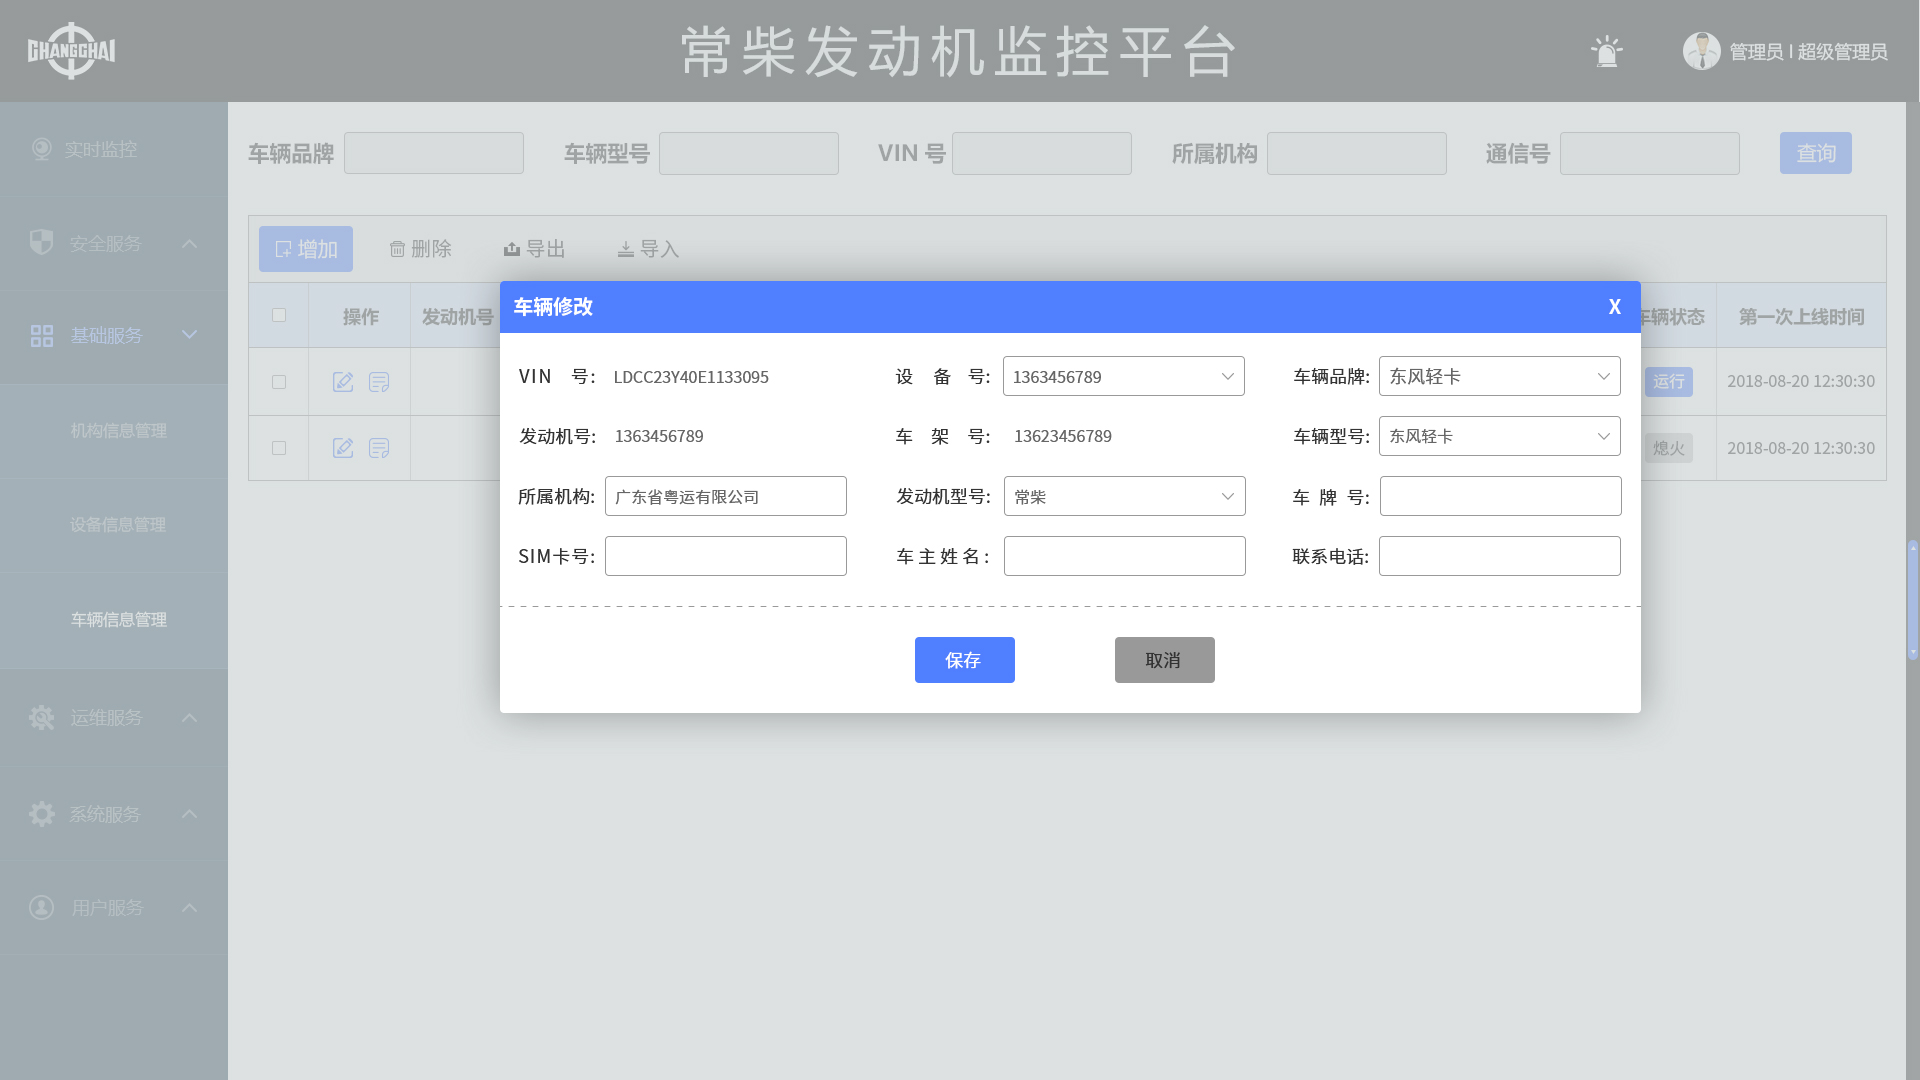 CHANGCHAI
常柴发动机监控平台
管理员 | 超级管理员
实时监控
安全服务
基础服务
机构信息管理
设备信息管理
车辆信息管理
运维服务
系统服务
用户服务
车辆品牌 车辆型号 VIN 号 所属机构 通信号 查询
增加 删除 导出 导入
操作 发动机号 车辆状态 第一次上线时间
运行 2018-08-20 12:30:30
熄火 2018-08-20 12:30:30
车辆修改 X
VIN 号: LDCC23Y40E1133095 设 备 号: 1363456789 车辆品牌: 东风轻卡
发动机号: 1363456789 车 架 号: 13623456789 车辆型号: 东风轻卡
所属机构: 广东省粤运有限公司 发动机型号: 常柴 车 牌 号:
SIM卡号: 车主姓名: 联系电话:
保存 取消